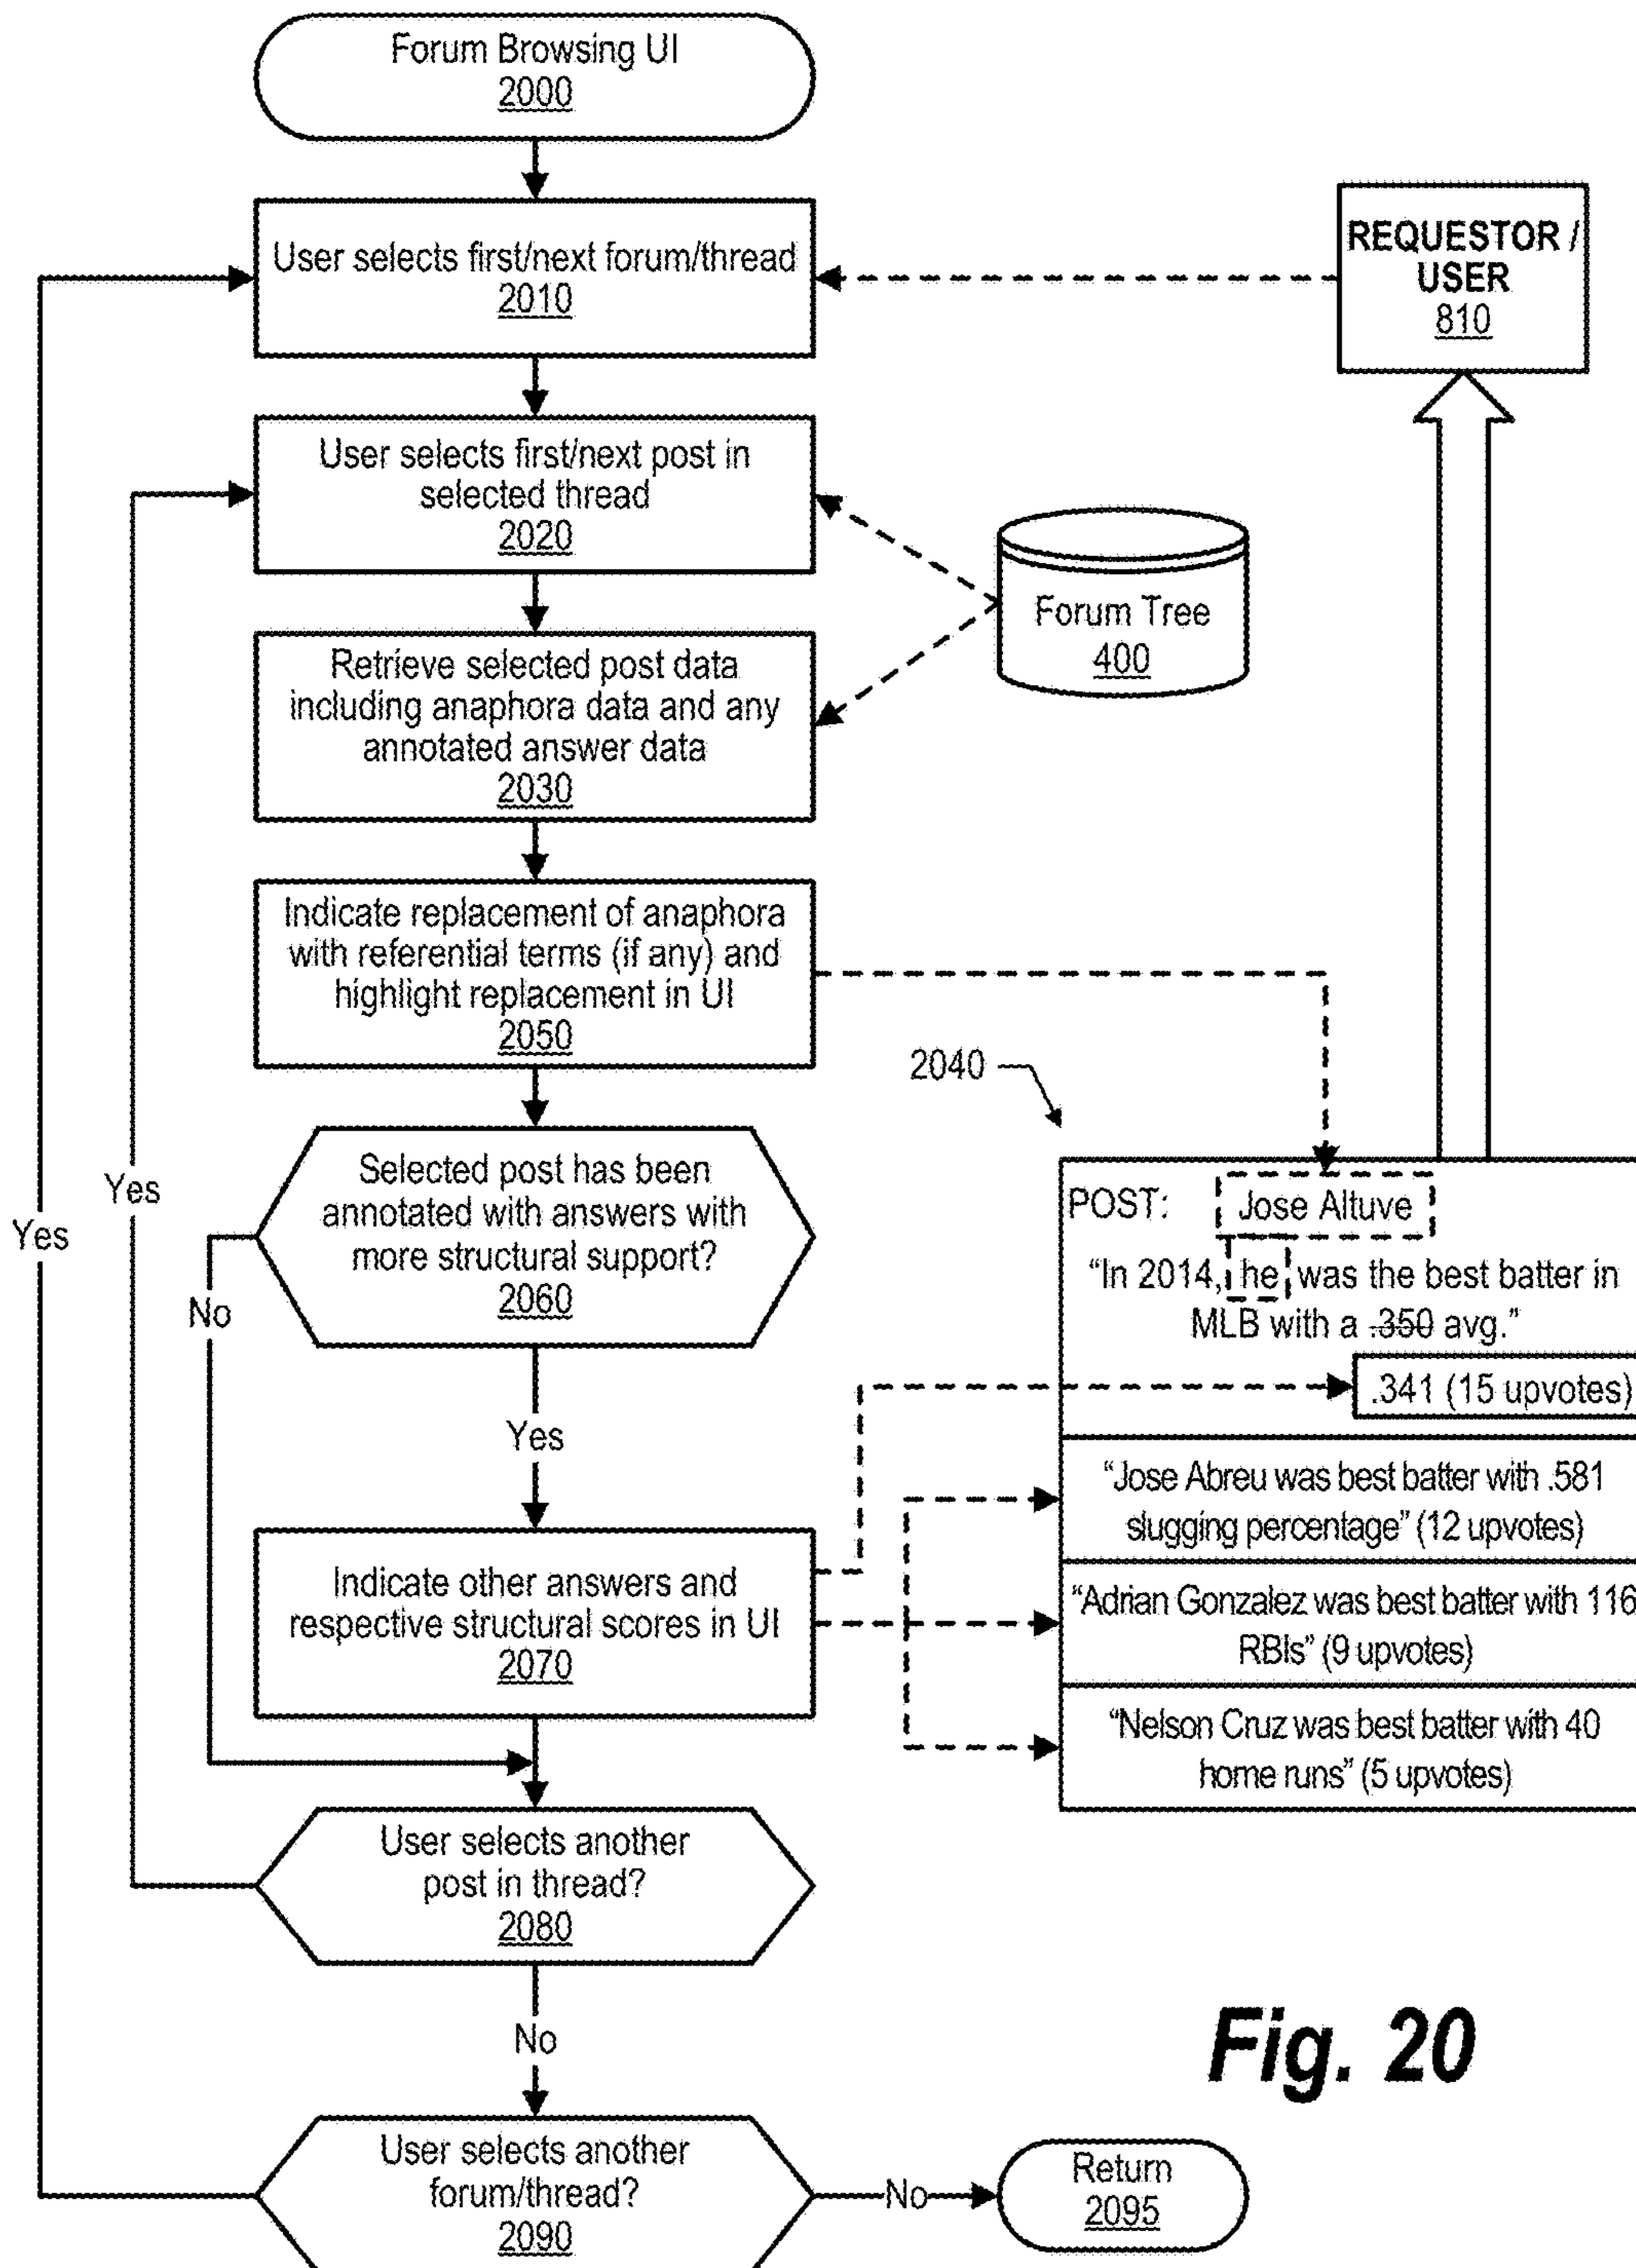 Forum Browsing UI
2000
User selects first/next forum/thread
2010
REQUESTOR /
USER
810
User selects first/next post in
selected thread
2020
Forum Tree
400
Retrieve selected post data
including anaphora data and any
annotated answer data
2030
Indicate replacement of anaphora
with referential terms (if any) and
highlight replacement in UI
2050
2040
Selected post has been
annotated with answers with
more structural support?
2060
Yes
Yes
No
Yes
POST:
Jose Altuve
“In 2014, he was the best batter in
MLB with a .350 avg.”
.341 (15 upvotes)
“Jose Abreu was best batter with .581
slugging percentage” (12 upvotes)
“Adrian Gonzalez was best batter with 116
RBIs” (9 upvotes)
“Nelson Cruz was best batter with 40
home runs” (5 upvotes)
Indicate other answers and
respective structural scores in UI
2070
User selects another
post in thread?
2080
No
User selects another
forum/thread?
2090
No
Return
2095
Fig. 20